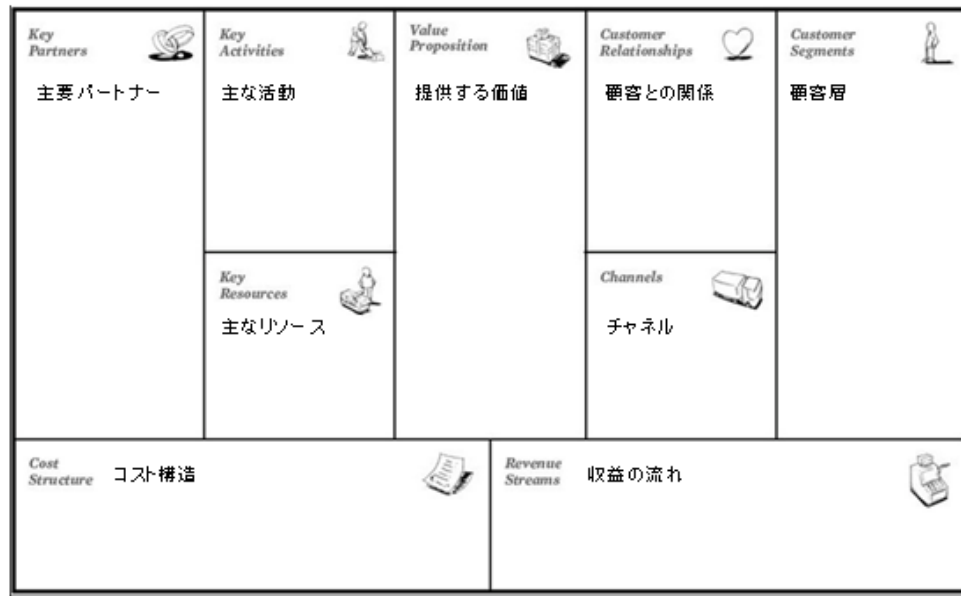 Key
Partners
主要パートナー
Key
Activities
主な活動
Value
Proposition
提供する価値
Customer
Relationships
顧客との関係
Customer
Segments
顧客層
Key
Resources
主なリソース
Channels
チャネル
Cost
Structure
コスト構造
Revenue
Streams
収益の流れ